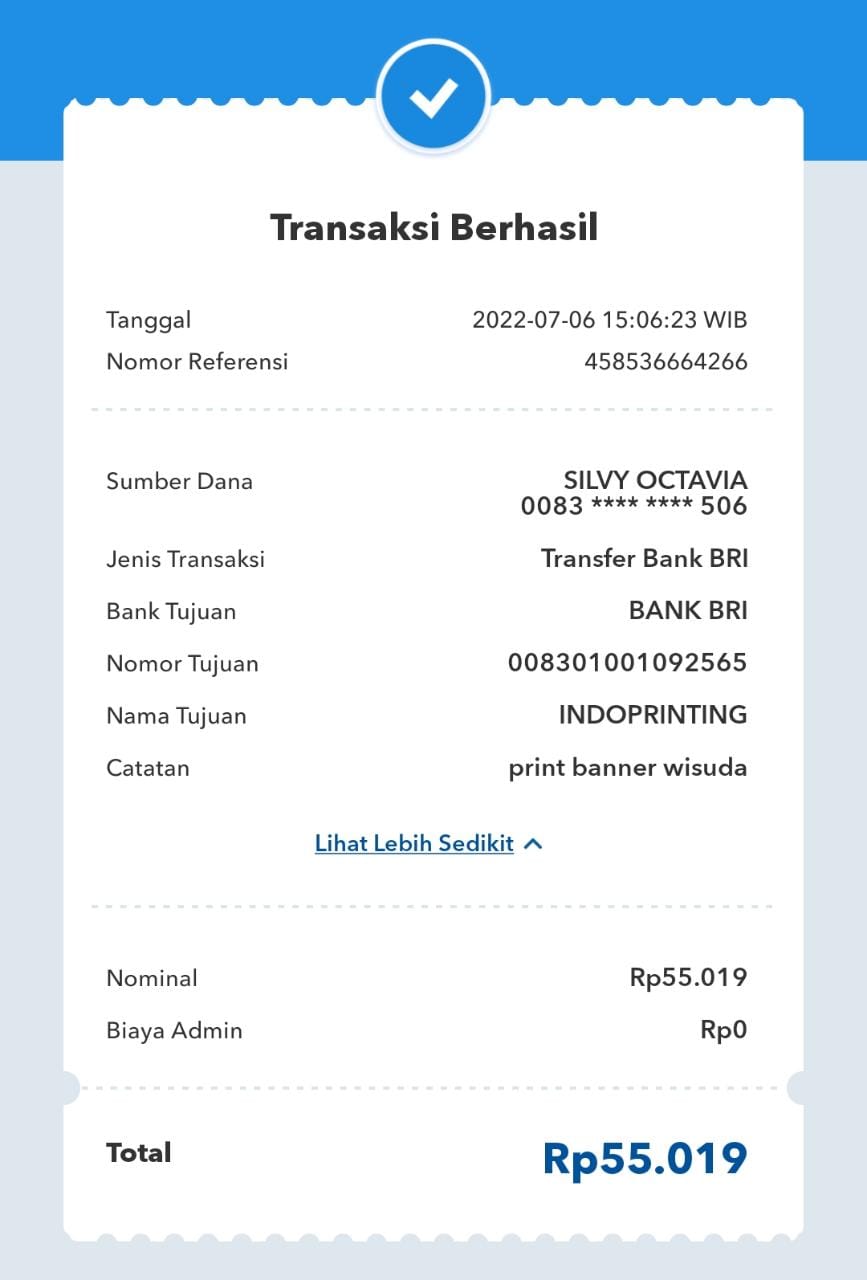 Transaksi Berhasil
Tanggal 2022-07-06 15:06:23 WIB
Nomor Referensi 458536664266
Sumber Dana SILVY OCTAVIA
0083 **** **** 506
Jenis Transaksi Transfer Bank BRI
Bank Tujuan BANK BRI
Nomor Tujuan 008301001092565
Nama Tujuan INDOPRINTING
Catatan print banner wisuda
Lihat Lebih Sedikit
Nominal Rp55.019
Biaya Admin Rp0
Total Rp55.019